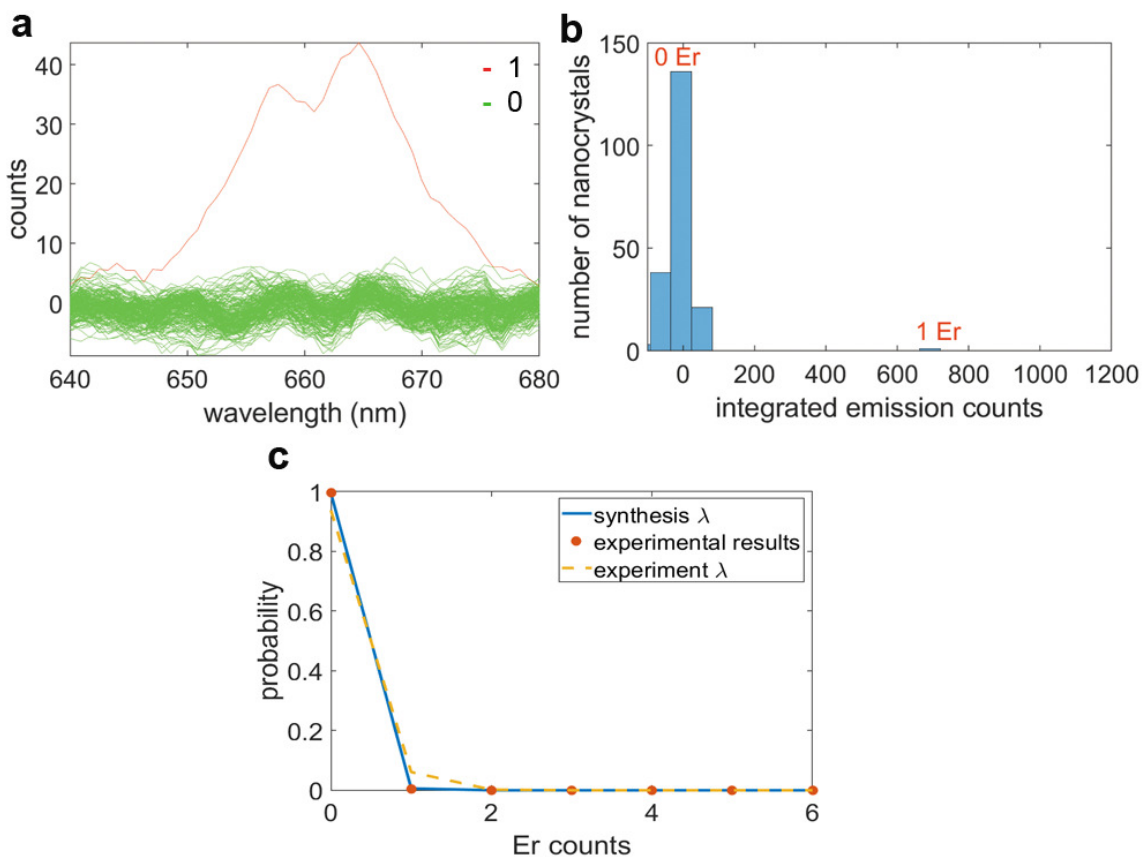 a
counts
40
30
20
10
0
1
0
640
650
660
670
680
wavelength (nm)
b
number of nanocrystals
150
100
50
0
0 Er
1 Er
0
200
400
600
800
1000
1200
integrated emission counts
c
probability
1
0.8
0.6
0.4
0.2
0
synthesis λ
experimental results
experiment λ
0
2
4
6
Er counts